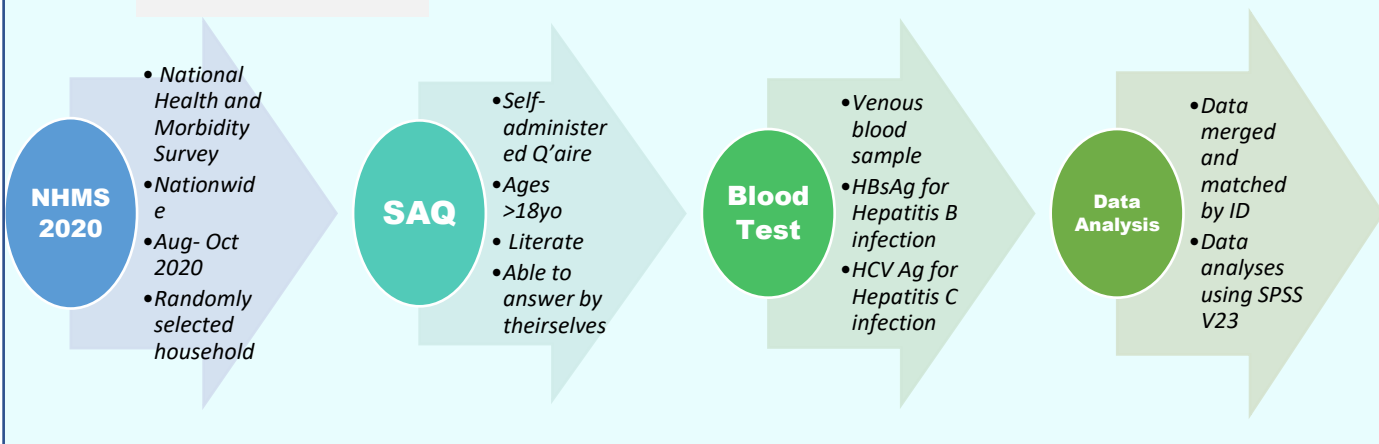 NHMS
2020
• National
Health and
Morbidity
Survey
•Nationwid
e
•Aug- Oct
2020
•Randomly
selected
household
SAQ
•Self-
administer
ed Q’aire
•Ages
>18yo
• Literate
•Able to
answer by
theirselves
Blood
Test
•Venous
blood
sample
•HBsAg for
Hepatitis B
infection
•HCV Ag for
Hepatitis C
infection
Data
Analysis
•Data
merged
and
matched
by ID
•Data
analyses
using SPSS
V23